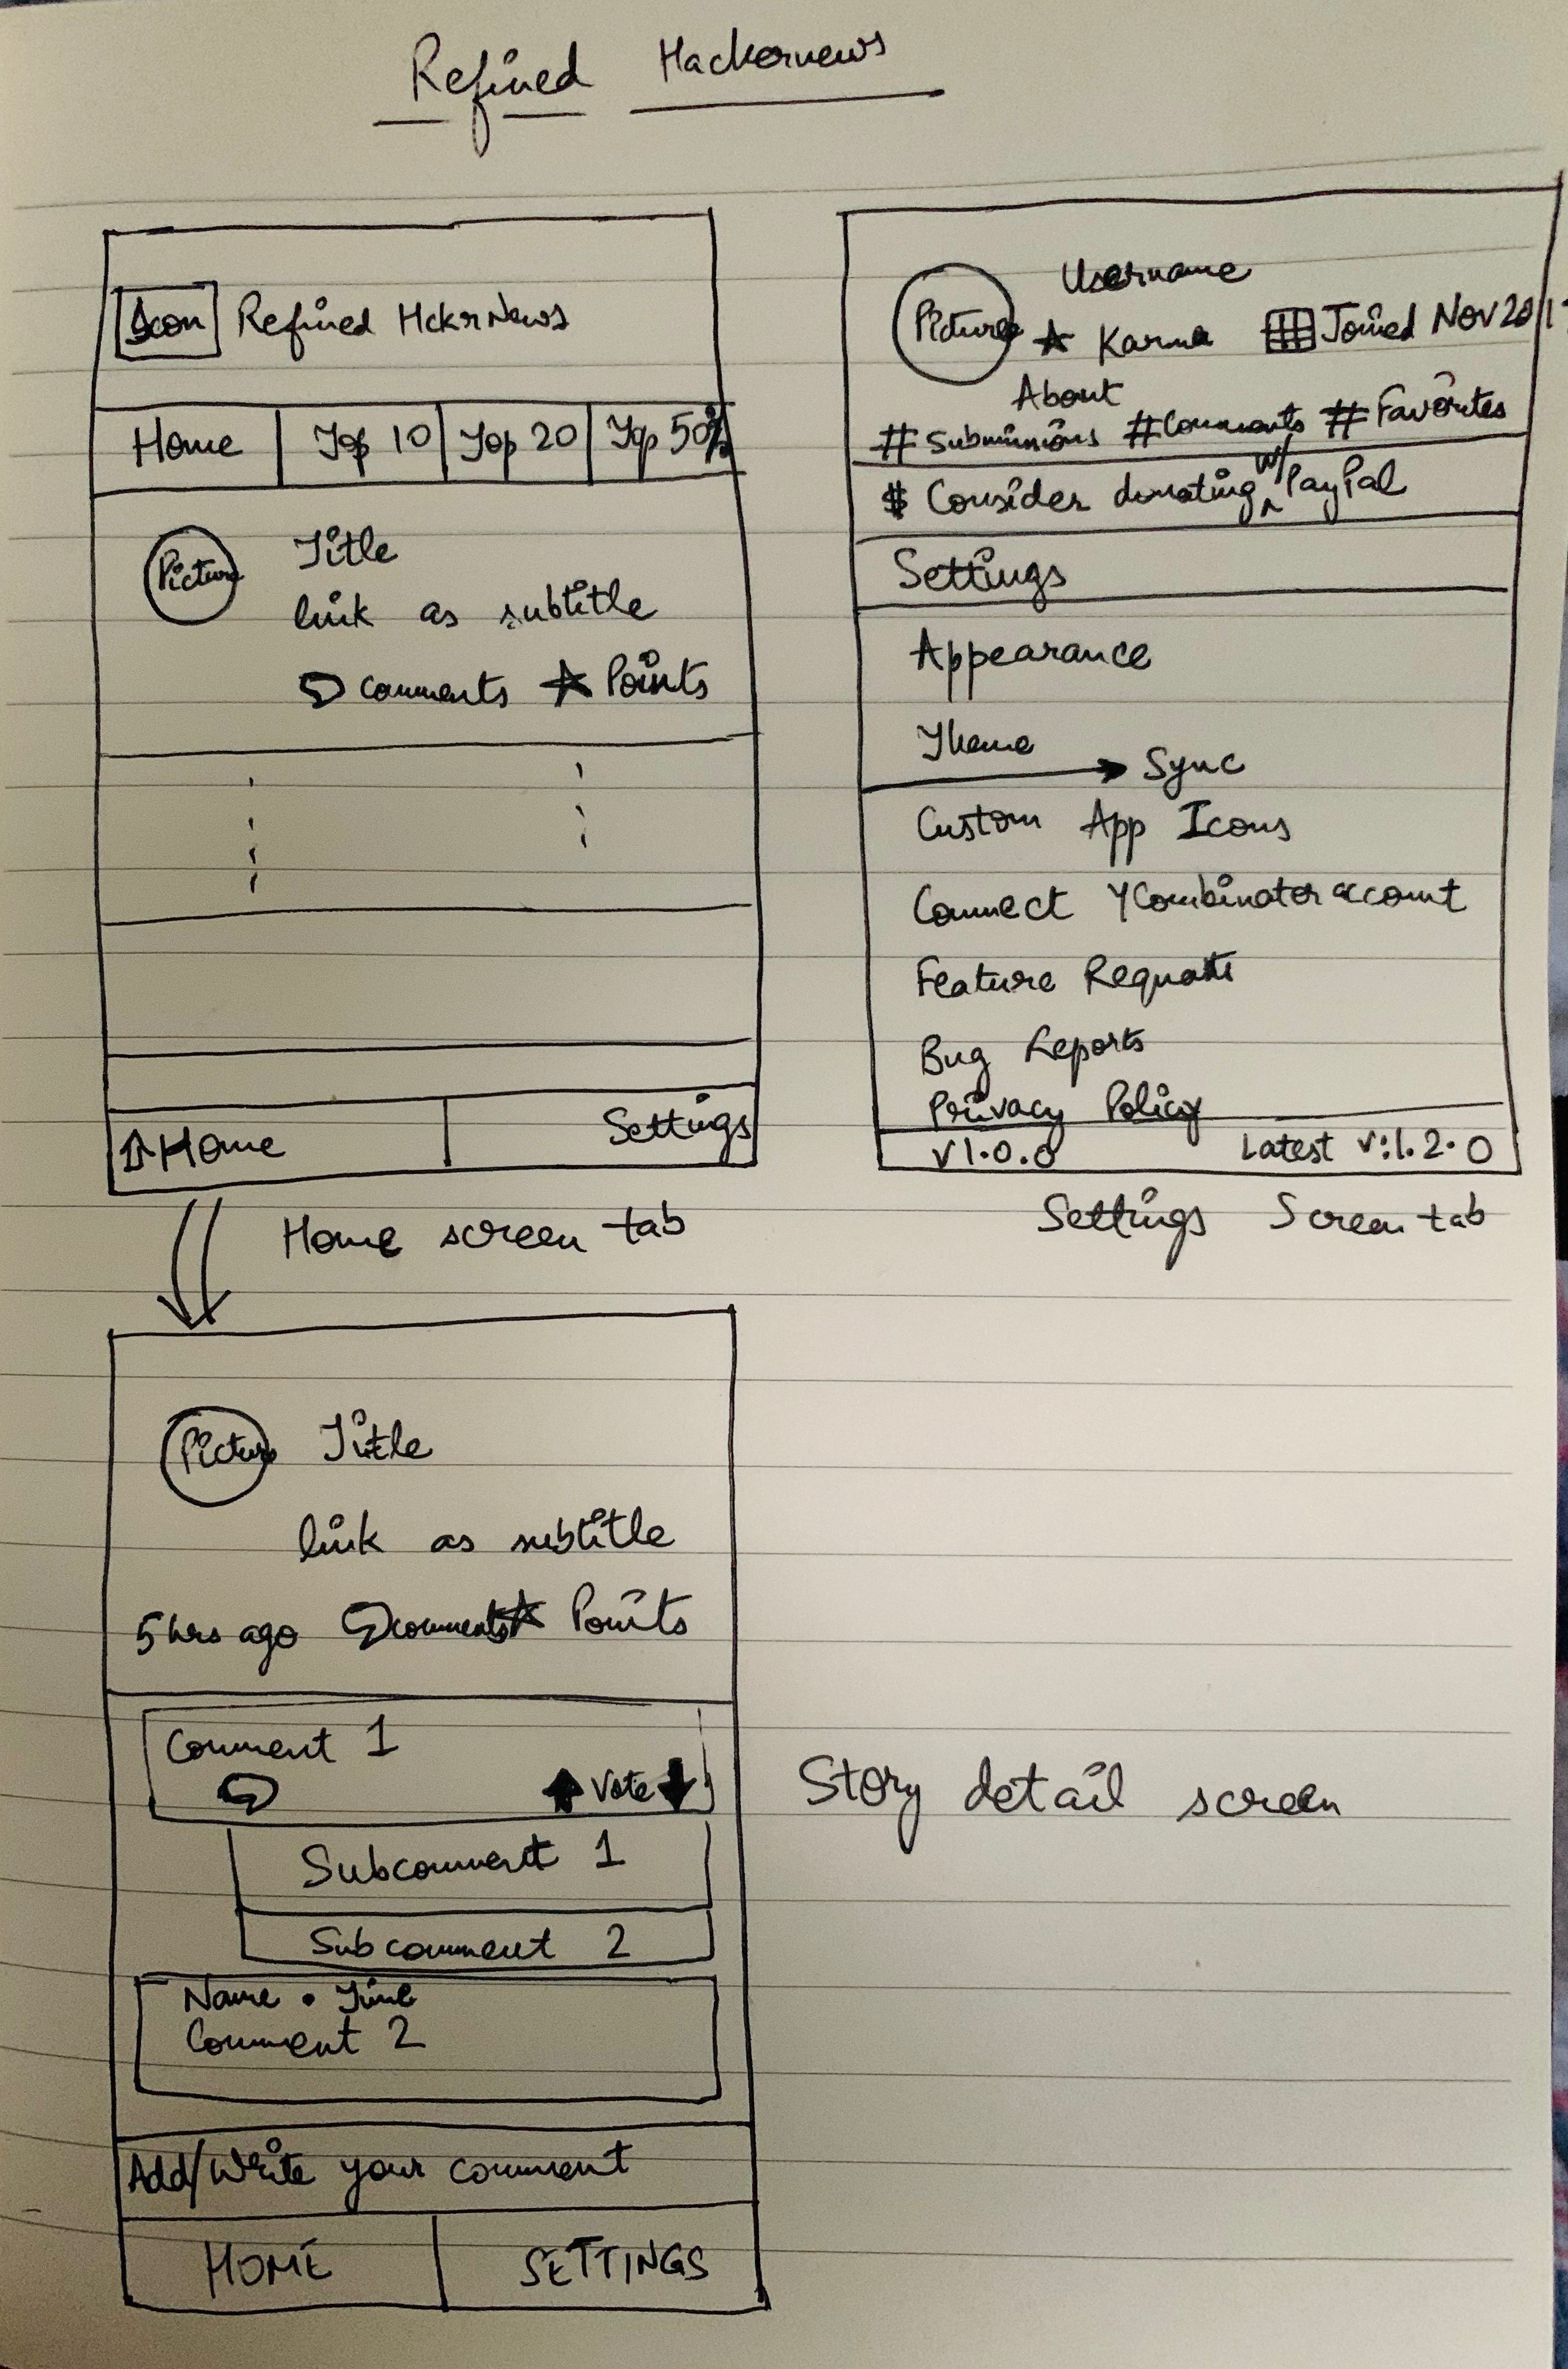 Refined Hackernews
Icon Refined HckrNews
Home Top 10 Top 20 Top 50%
Picture Title
link as subtitle
comments Points
Home Settings
Home screen tab
Picture Username
Karma Joined Nov 201
About
# Submissions # Comments # Favorites
$ Consider donating w/ PayPal
Settings
Appearance
Theme → Sync
Custom App Icons
Connect YCombinator account
Feature Requests
Bug Reports
Privacy Policy
v1.0.0 Latest v:1.2.0
Settings Screen tab
Picture Title
link as subtitle
5 hrs ago comments Points
Comment 1
Vote
Subcomment 1
Subcomment 2
Name • Time
Comment 2
Add/Write your comment
HOME SETTINGS
Story detail screen